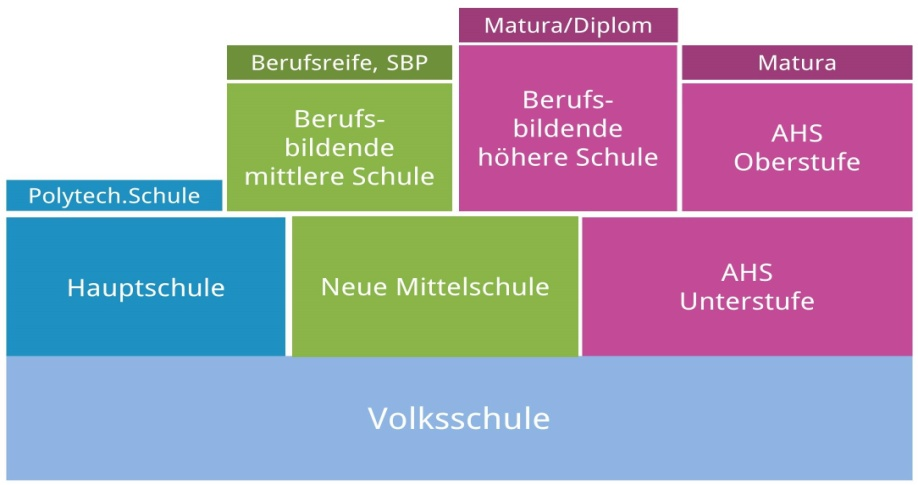 Matura/Diplom
Berufsreife, SBP
Matura
Berufs-
bildende
mittlere Schule
Berufs-
bildende
höhere Schule
AHS
Oberstufe
Polytech.Schule
Hauptschule
Neue Mittelschule
AHS
Unterstufe
Volksschule